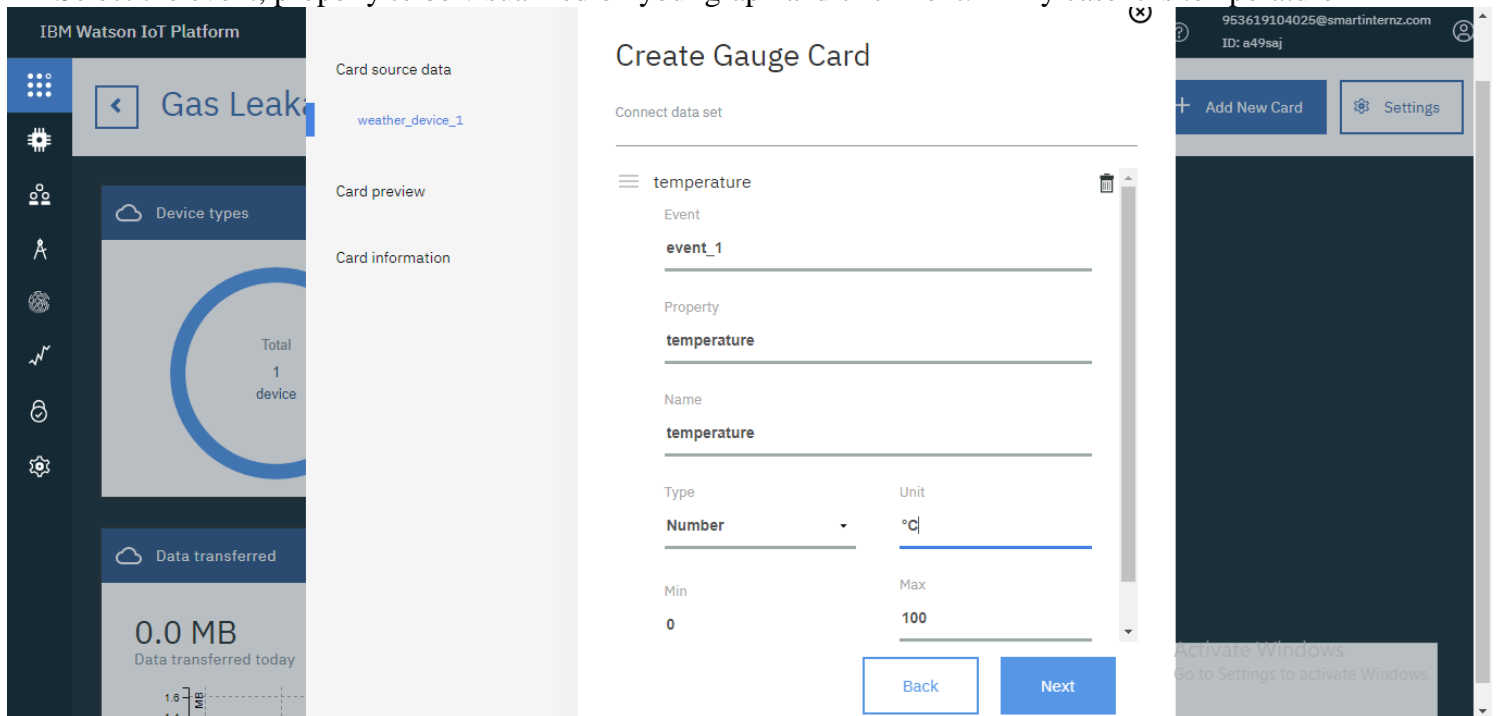 IBM Watson IoT Platform
953619104025@smartinternz.com
ID: a49saj
Gas Leaka
Add New Card
Settings
Device types
Total
1
device
Data transferred
0.0 MB
Data transferred today
1.6
MB
Card source data
weather_device_1
Card preview
Card information
Create Gauge Card
Connect data set
temperature
Event
event_1
Property
temperature
Name
temperature
Type
Unit
Number
°C
Min
Max
0
100
Back
Next
Activate Windows
Go to Settings to activate Windows.